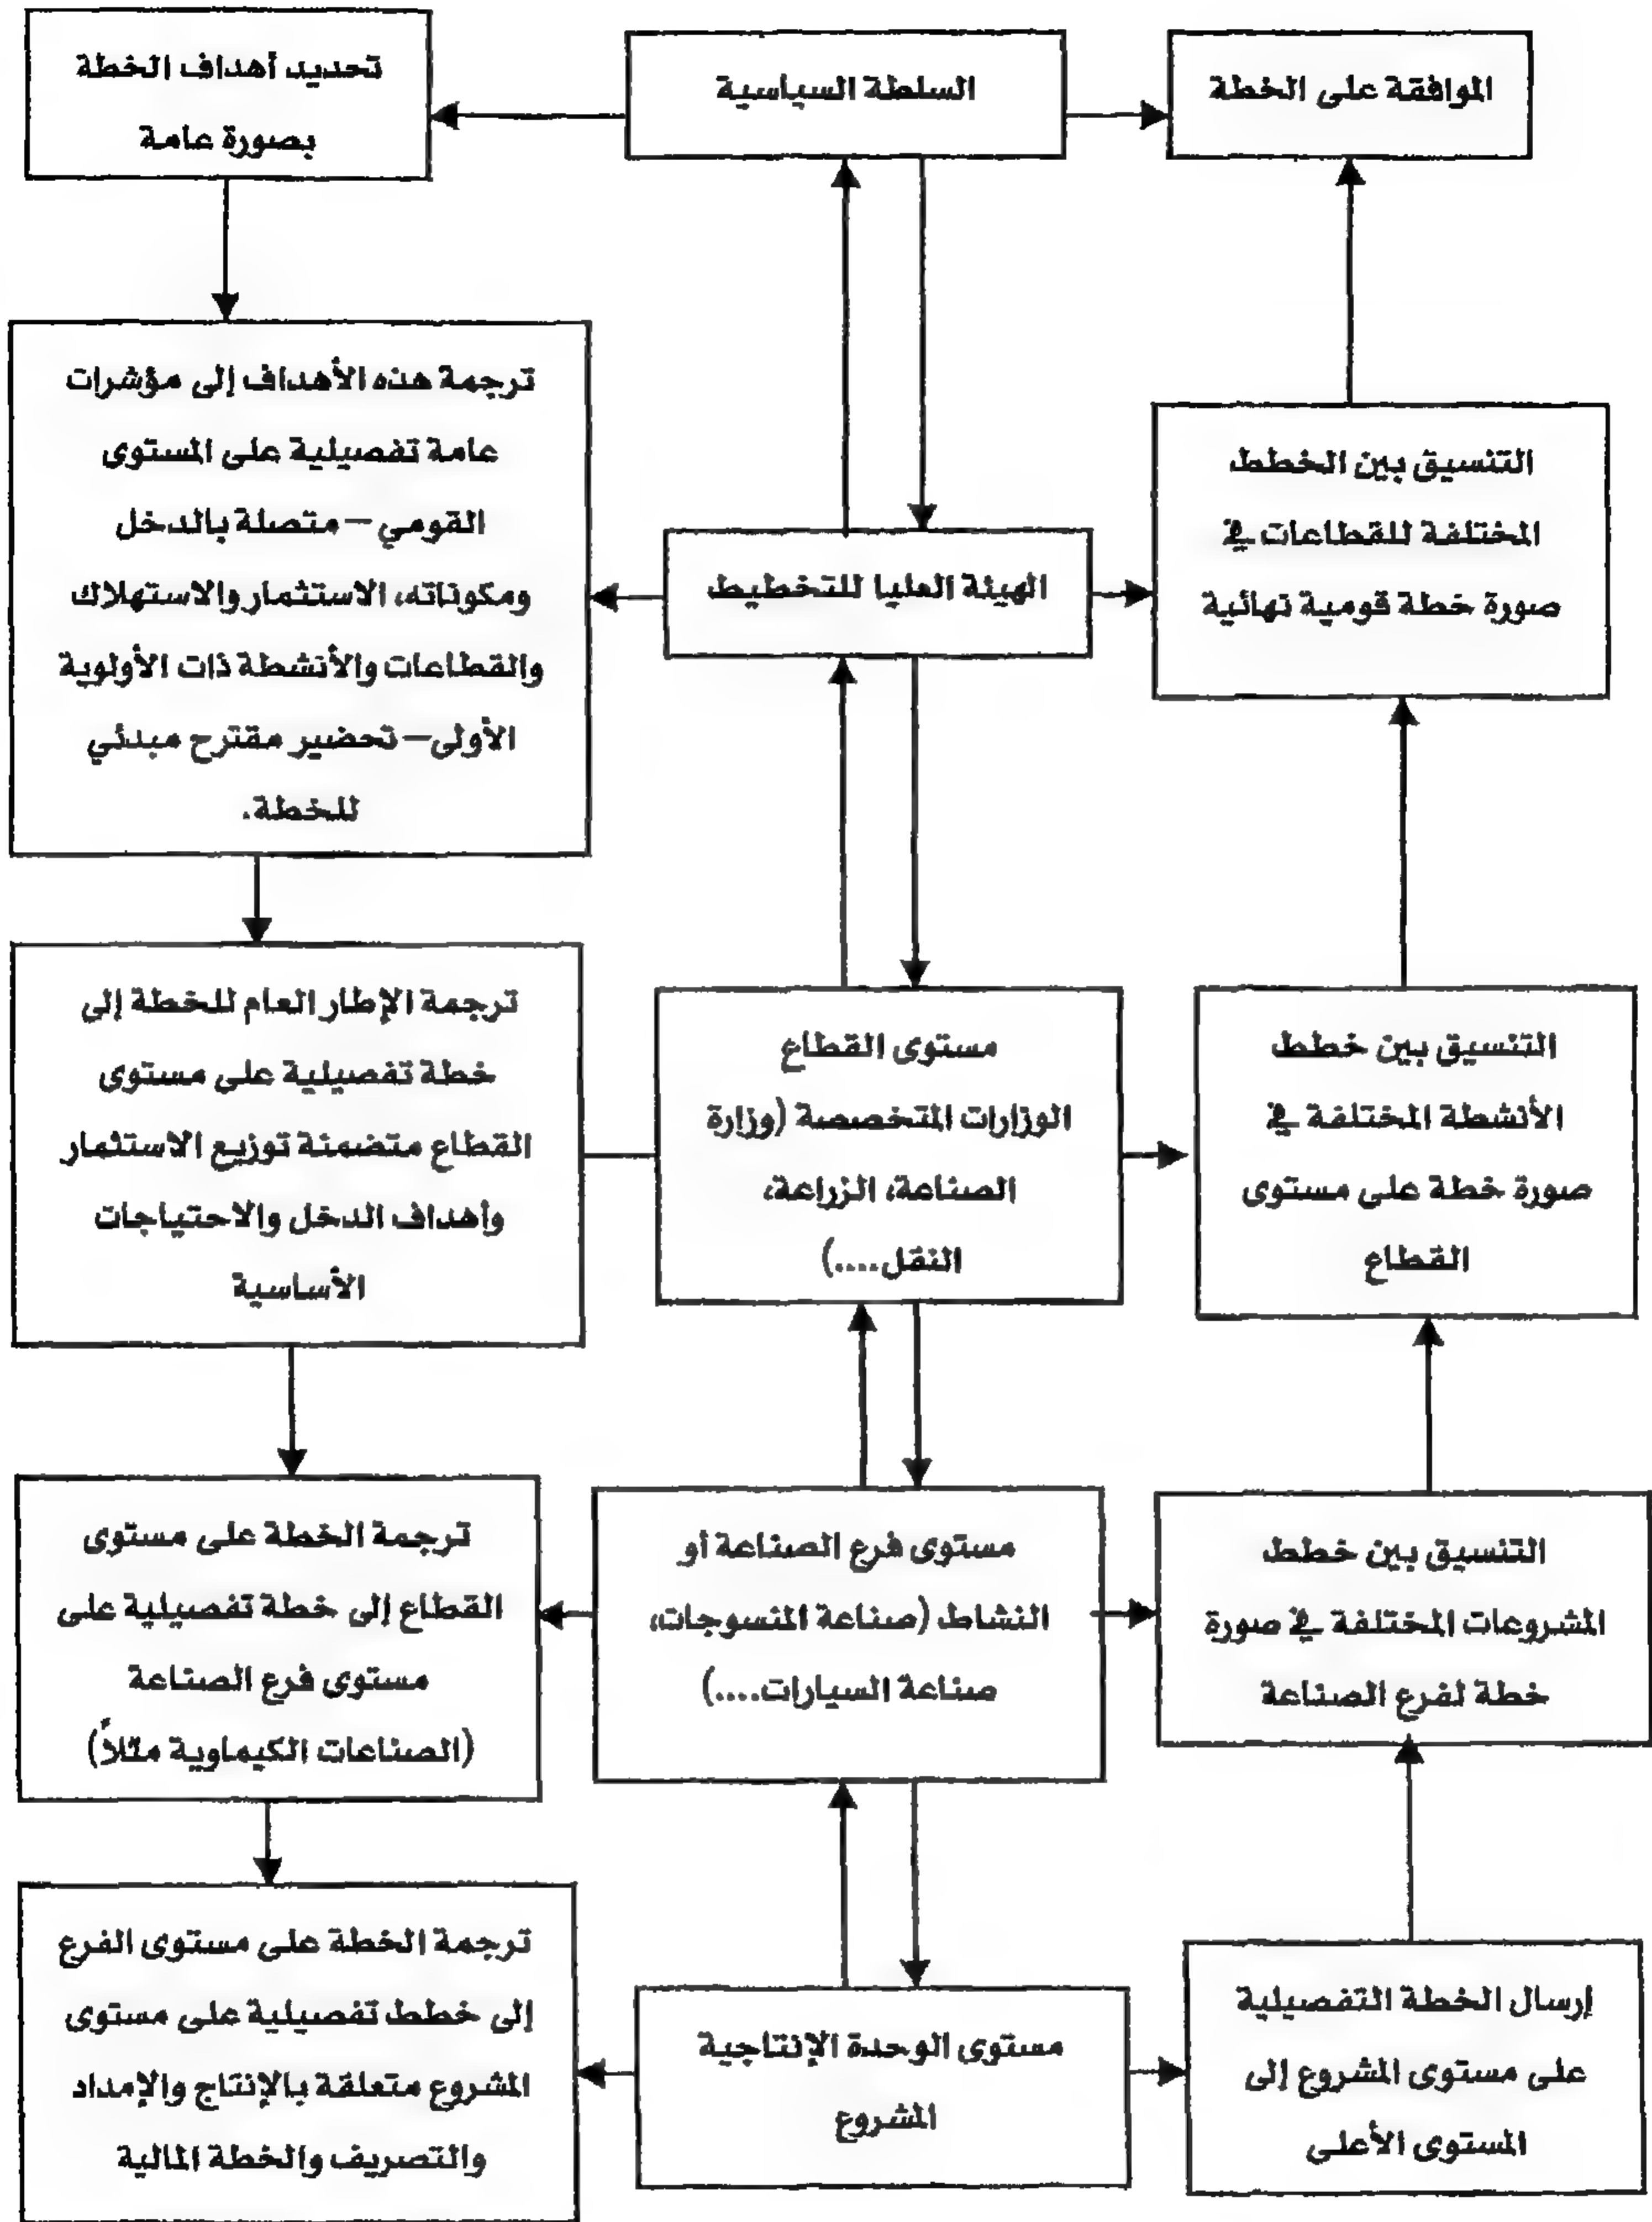 الموافقة على الخطة
السلطة السياسية
تحديد أهداف الخطة
بصورة عامة
التنسيق بين الخطط
المختلفة للقطاعات في
صورة خطة قومية نهائية
الهيئة العليا للتخطيط
ترجمة هذه الأهداف إلى مؤشرات
عامة تفصيلية على المستوى
القومي – متصلة بالدخل
ومكوناته، الاستثمار والاستهلاك
والقطاعات والأنشطة ذات الأولوية
الأولى – تحضير مقترح مبدئي
للخطة.
التنسيق بين خطط
الأنشطة المختلفة في
صورة خطة على مستوى
القطاع
مستوى القطاع
الوزارات المتخصصة (وزارة
الصناعة، الزراعة،
النقل....)
ترجمة الإطار العام للخطة إلى
خطة تفصيلية على مستوى
القطاع متضمنة توزيع الاستثمار
وأهداف الدخل والاحتياجات
الأساسية
التنسيق بين خطط
المشروعات المختلفة في صورة
خطة لفرع الصناعة
مستوى فرع الصناعة أو
النشاط (صناعة المنسوجات،
صناعة السيارات....)
ترجمة الخطة على مستوى
القطاع إلى خطة تفصيلية على
مستوى فرع الصناعة
(الصناعات الكيماوية مثلاً)
إرسال الخطة التفصيلية
على مستوى المشروع إلى
المستوى الأعلى
مستوى الوحدة الإنتاجية
المشروع
ترجمة الخطة على مستوى الفرع
إلى خطط تفصيلية على مستوى
المشروع متعلقة بالإنتاج والإمداد
والتصريف والخطة المالية